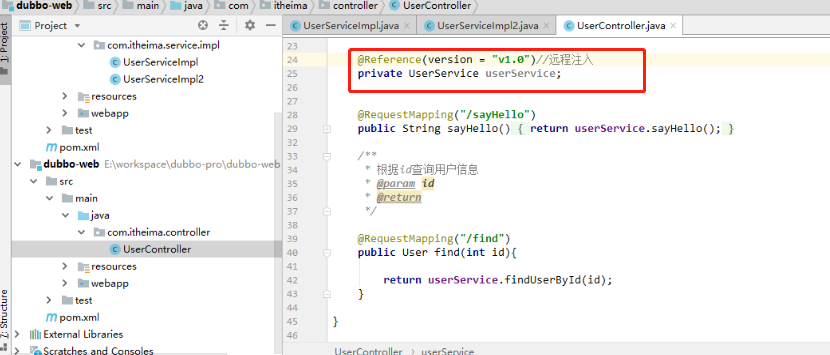 dubbo-web src main java com itheima controller UserController
Project
UserServiceImpl.java
UserServiceImpl2.java
UserController.java
1: Project
com.itheima.service.impl
UserServiceImpl
UserServiceImpl2
resources
webapp
test
pom.xml
dubbo-web E:\workspace\dubbo-pro\dubbo-web
src
main
java
com.itheima.controller
UserController
resources
webapp
test
pom.xml
External Libraries
Scratches and Consoles
7: Structure
23
24 @Reference(version = "v1.0")//远程注入
25 private UserService userService;
26
27
28 @RequestMapping("/sayHello")
29 public String sayHello() { return userService.sayHello(); }
32
33 /**
34 * 根据id查询用户信息
35 * @param id
36 * @return
37 */
38
39 @RequestMapping("/find")
40 public User find(int id){
41
42 return userService.findUserById(id);
43 }
44
45 }
46
UserController
userService